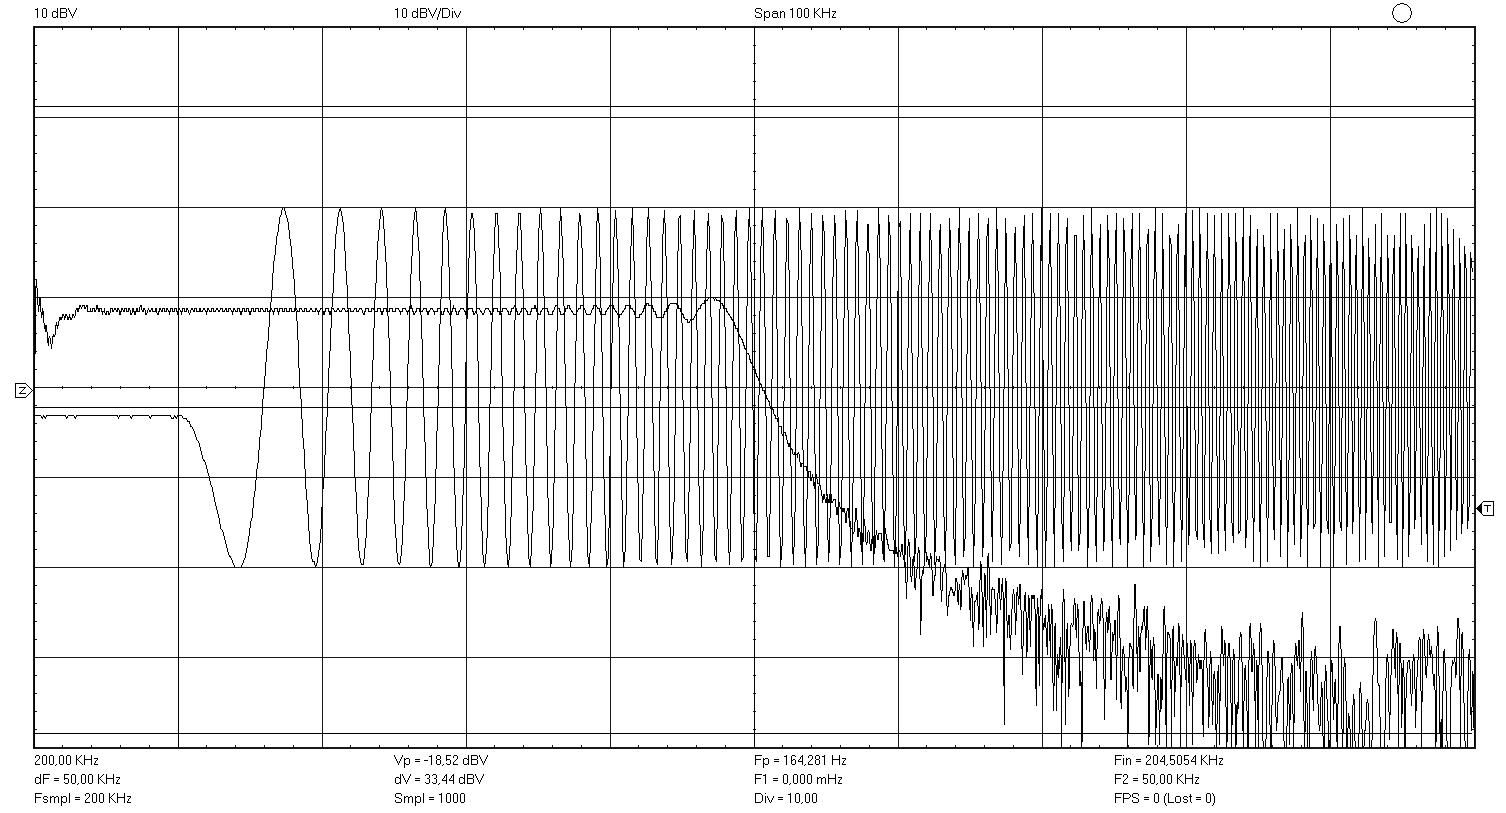 10 dBV 10 dBV/Div Span 100 KHz
Z
T
200,00 KHz Vp = -18,52 dBV Fp = 164,281 Hz Fin = 204,5054 KHz
dF = 50,00 KHz dV = 33,44 dBV F1 = 0,000 mHz F2 = 50,00 KHz
Fsmpl = 200 KHz Smpl = 1000 Div = 10,00 FPS = 0 (Lost = 0)